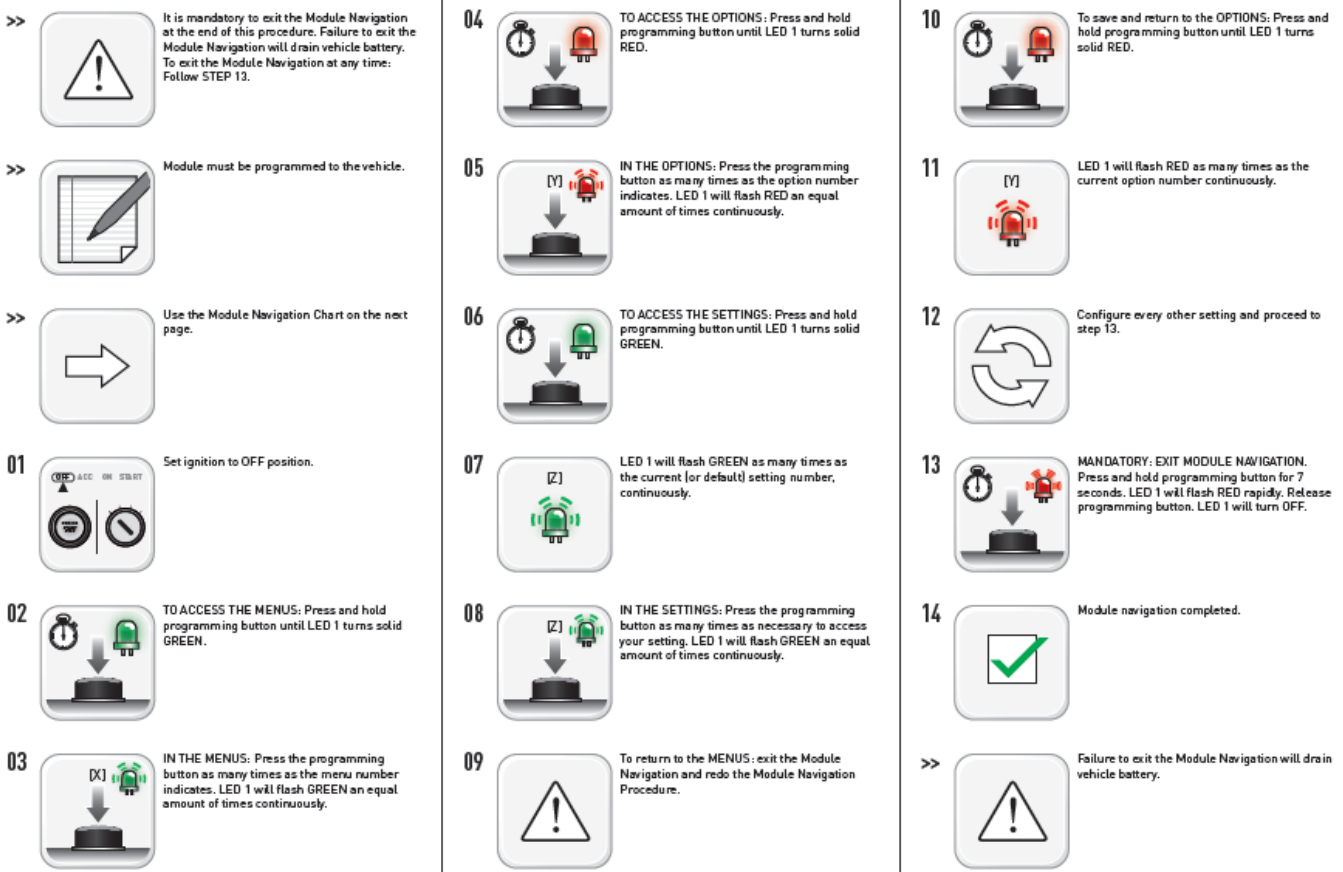 >>
It is mandatory to exit the Module Navigation
at the end of this procedure. Failure to exit the
Module Navigation will drain vehicle battery.
To exit the Module Navigation at any time:
Follow STEP 13.
>>
Module must be programmed to the vehicle.
>>
Use the Module Navigation Chart on the next
page.
01
OFF ACC ON START
Set ignition to OFF position.
02
TO ACCESS THE MENUS: Press and hold
programming button until LED 1 turns solid
GREEN.
03
[X]
IN THE MENUS: Press the programming
button as many times as the menu number
indicates. LED 1 will flash GREEN an equal
amount of times continuously.
04
TO ACCESS THE OPTIONS: Press and hold
programming button until LED 1 turns solid
RED.
05
[Y]
IN THE OPTIONS: Press the programming
button as many times as the option number
indicates. LED 1 will flash RED an equal
amount of times continuously.
06
TO ACCESS THE SETTINGS: Press and hold
programming button until LED 1 turns solid
GREEN.
07
[Z]
LED 1 will flash GREEN as many times as
the current (or default) setting number,
continuously.
08
[Z]
IN THE SETTINGS: Press the programming
button as many times as necessary to access
your setting. LED 1 will flash GREEN an equal
amount of times continuously.
09
To return to the MENUS: exit the Module
Navigation and redo the Module Navigation
Procedure.
10
To save and return to the OPTIONS: Press and
hold programming button until LED 1 turns
solid RED.
11
[Y]
LED 1 will flash RED as many times as the
current option number continuously.
12
Configure every other setting and proceed to
step 13.
13
MANDATORY: EXIT MODULE NAVIGATION.
Press and hold programming button for 7
seconds. LED 1 will flash RED rapidly. Release
programming button. LED 1 will turn OFF.
14
Module navigation completed.
>>
Failure to exit the Module Navigation will drain
vehicle battery.